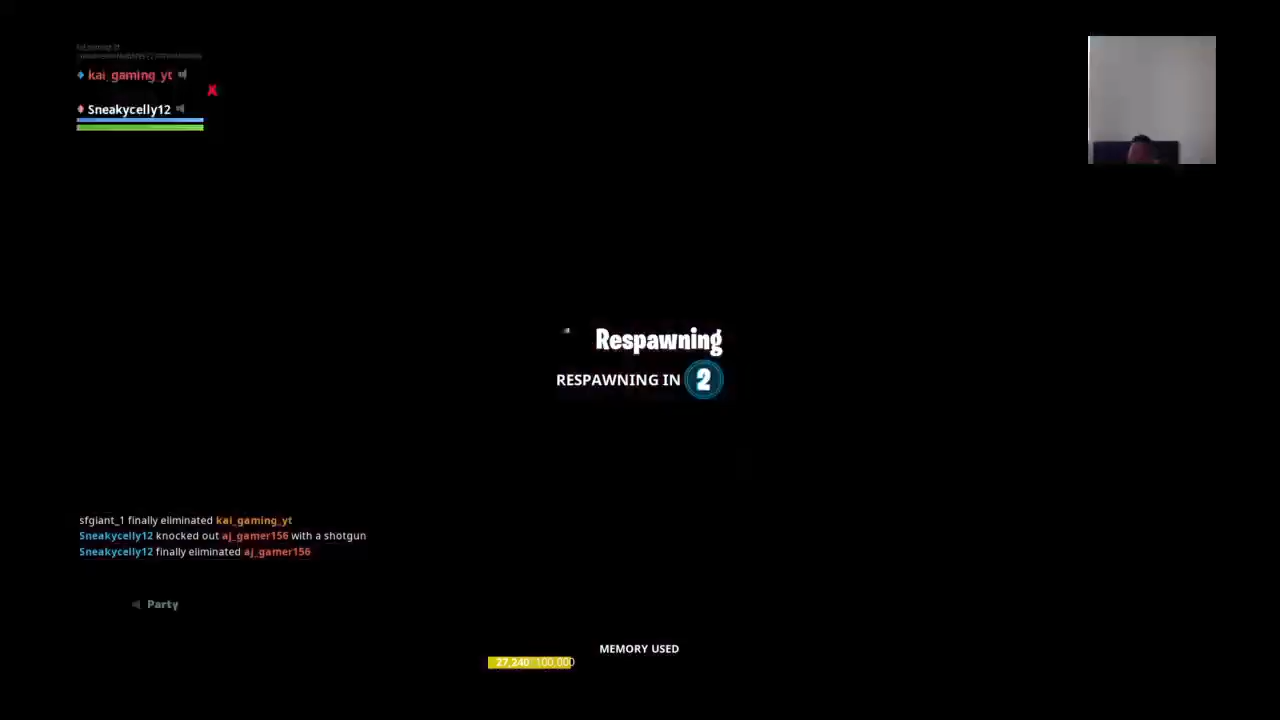 kai_gaming_yt
X
Sneakycelly12
Respawning
RESPAWNING IN 2
sfgiant_1 finally eliminated kai_gaming_yt
Sneakycelly12 knocked out aj_gamer156 with a shotgun
Sneakycelly12 finally eliminated aj_gamer156
Party
MEMORY USED
27,240 100,000